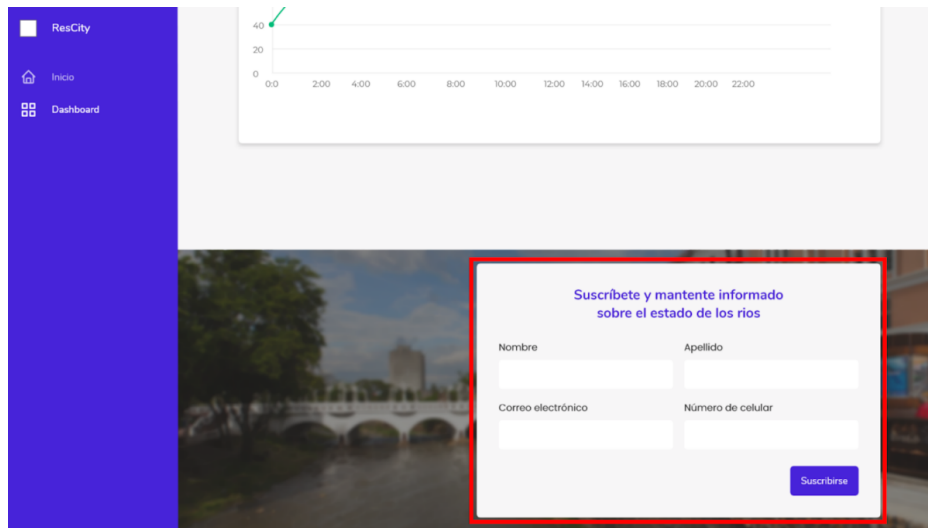 ResCity
Inicio
Dashboard
40
20
0
0:0 2:00 4:00 6:00 8:00 10:00 12:00 14:00 16:00 18:00 20:00 22:00
Suscríbete y mantente informado
sobre el estado de los rios
Nombre Apellido
Correo electrónico Número de celular
Suscribirse